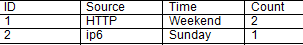 ID Source Time Count
1 HTTP Weekend 2
2 ip6 Sunday 1